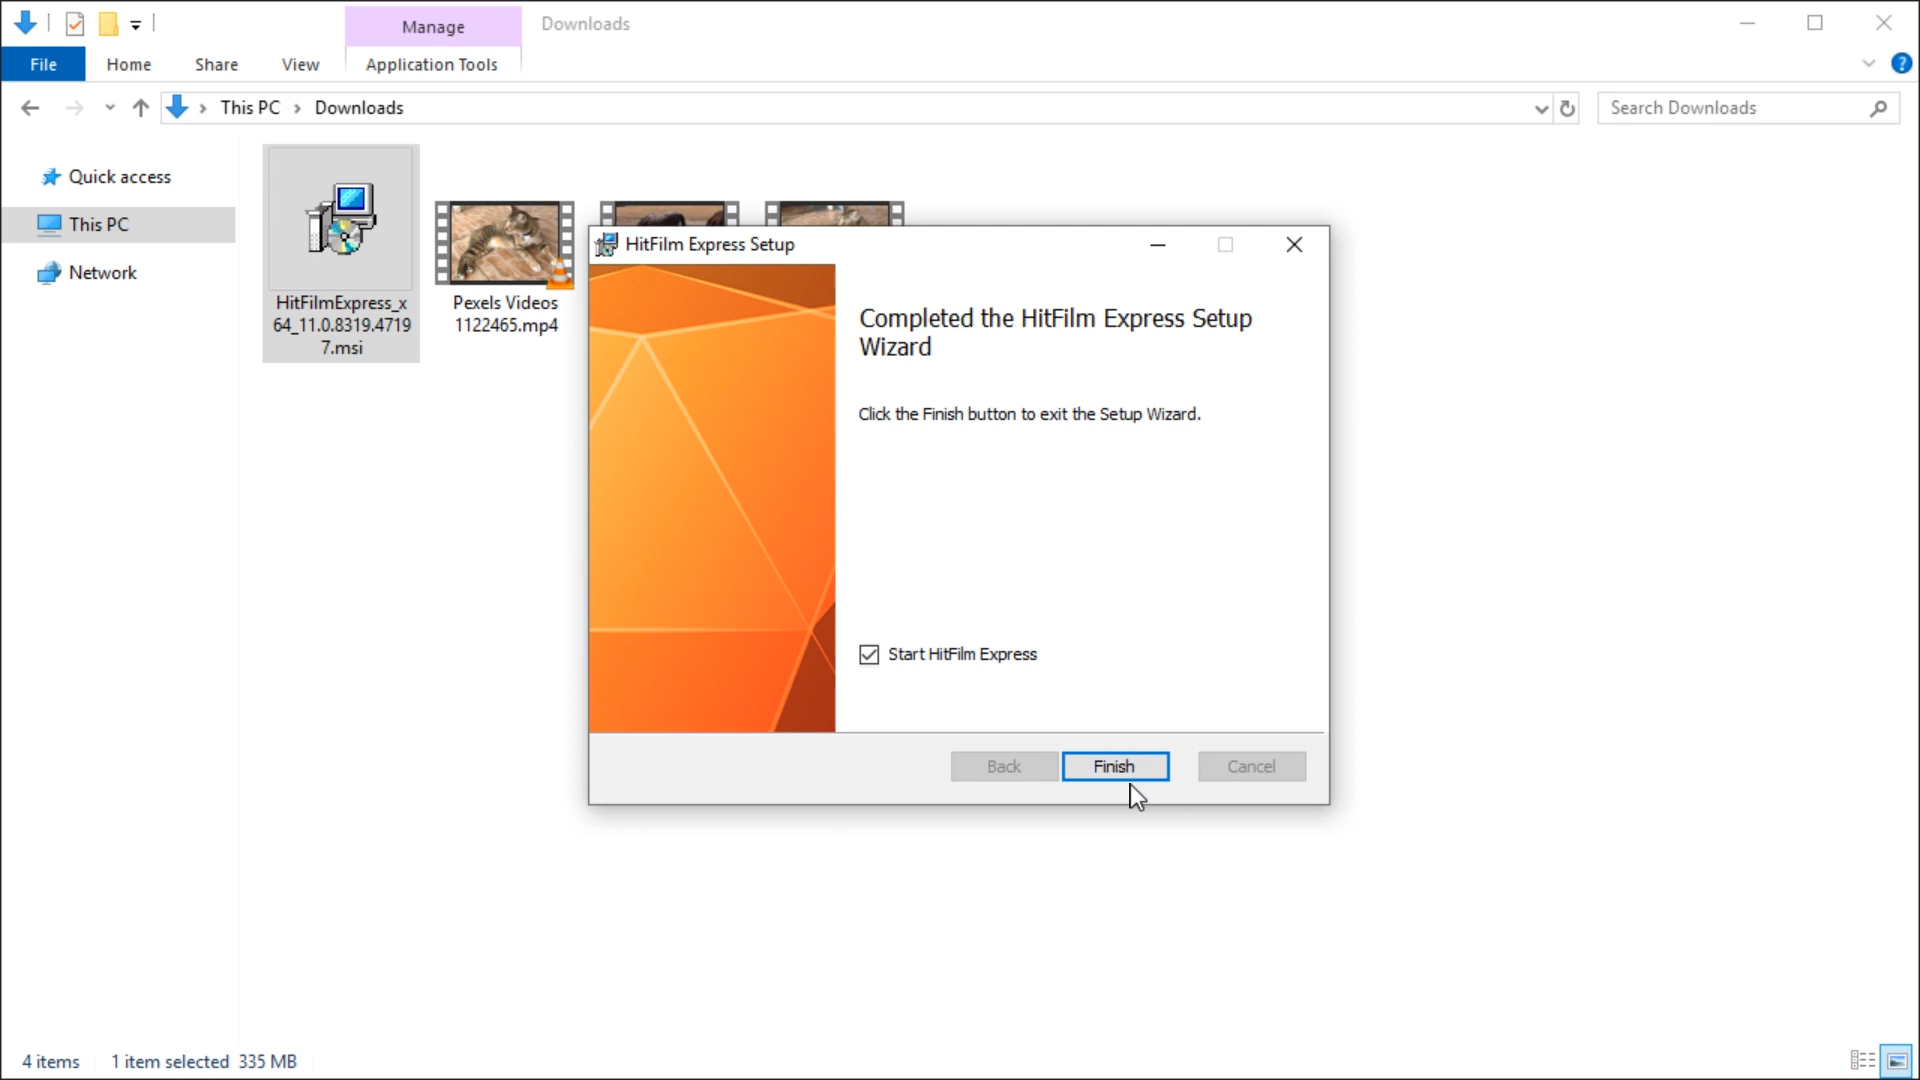 Manage
Downloads
File
Home
Share
View
Application Tools
This PC
Downloads
Search Downloads
Quick access
This PC
Network
HitFilmExpress_x
64_11.0.8319.4719
7.msi
Pexels Videos
1122465.mp4
HitFilm Express Setup
Completed the HitFilm Express Setup
Wizard
Click the Finish button to exit the Setup Wizard.
Start HitFilm Express
Back
Finish
Cancel
4 items
1 item selected 335 MB